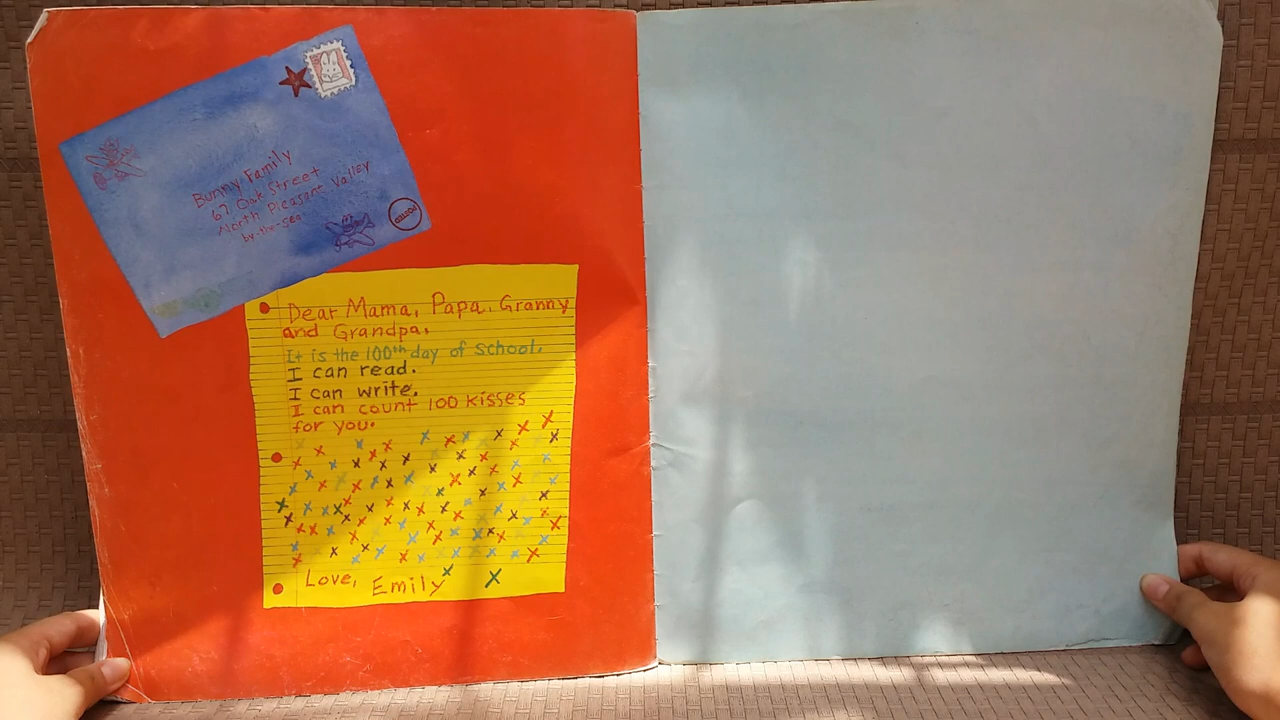 Bunny Family
67 Oak Street
North Pleasant Valley
by-the-Sea
POSTED
Dear Mama, Papa, Granny
and Grandpa,
It is the 100th day of School.
I can read.
I can write.
I can count 100 kisses
for you.
Love, Emily